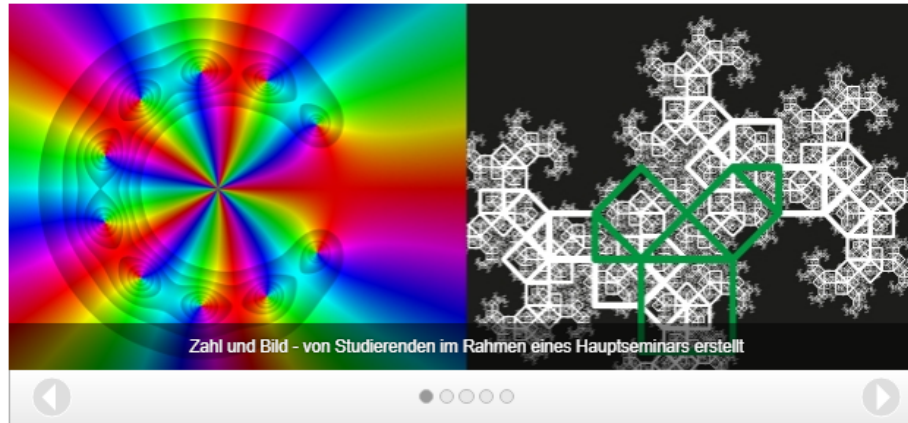 Zahl und Bild - von Studierenden im Rahmen eines Hauptseminars erstellt